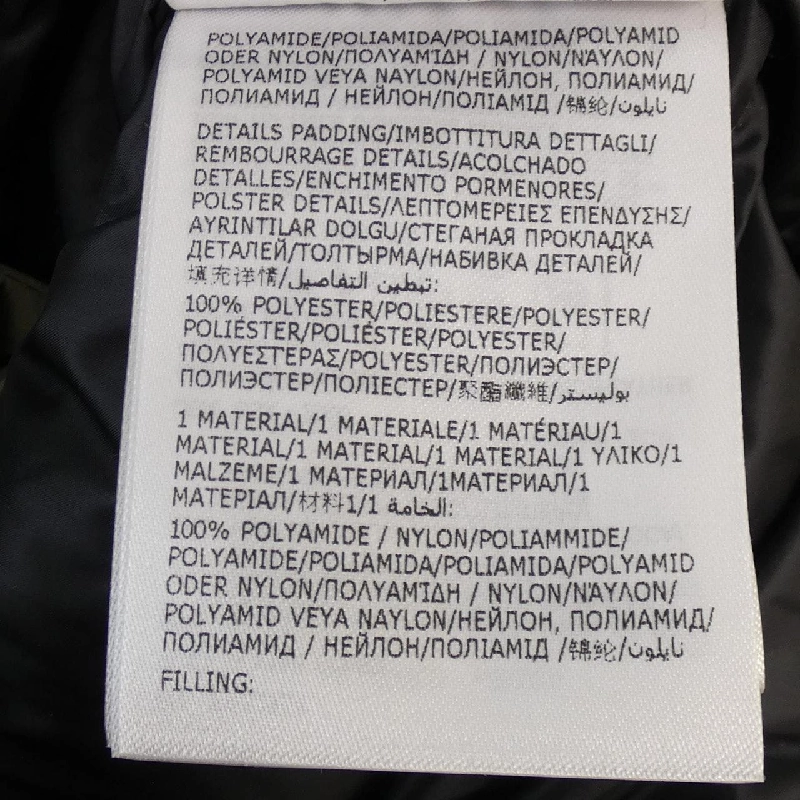 POLYAMIDE/POLIAMIDA/POLIAMIDA/POLYAMID
ODER NYLON/ΠΟΛΥΑΜΊΔΗ / NYLON/ΝΆΥΛΟΝ/
POLYAMID VEYA NAYLON/НЕЙЛОН, ПОЛИАМИД/
ПОЛИАМИД / НЕЙЛОН/ПОЛІАМІД /锦纶/نايلون
DETAILS PADDING/IMBOTTITURA DETTAGLI/
REMBOURRAGE DETAILS/ACOLCHADO
DETALLES/ENCHIMENTO PORMENORES/
POLSTER DETAILS/ΛΕΠΤΟΜΕΡΕΙΕΣ ΕΠΕΝΔΥΣΗΣ/
AYRINTILAR DOLGU/СТЕГАНАЯ ПРОКЛАДКА
ДЕТАЛЕЙ/ТОЛТЫРМА/НАБИВКА ДЕТАЛЕЙ/
填充详情/تبطين التفاصيل:
100% POLYESTER/POLIESTERE/POLYESTER/
POLIÉSTER/POLIÉSTER/POLYESTER/
ΠΟΛΥΕΣΤΕΡΑΣ/POLYESTER/ПОЛИЭСТЕР/
ПОЛИЭСТЕР/ПОЛІЕСТЕР/聚酯纖維/بوليستر
1 MATERIAL/1 MATERIALE/1 MATÉRIAU/1
MATERIAL/1 MATERIAL/1 MATERIAL/1 ΥΛΙΚΟ/1
MALZEME/1 МАТЕРИАЛ/1МАТЕРИАЛ/1
МАТЕРІАЛ/材料1/1 الخامة:
100% POLYAMIDE / NYLON/POLIAMMIDE/
POLYAMIDE/POLIAMIDA/POLIAMIDA/POLYAMID
ODER NYLON/ΠΟΛΥΑΜΊΔΗ / NYLON/ΝΆΥΛΟΝ/
POLYAMID VEYA NAYLON/НЕЙЛОН, ПОЛИАМИД/
ПОЛИАМИД / НЕЙЛОН/ПОЛІАМІД /锦纶/نايلون
FILLING: